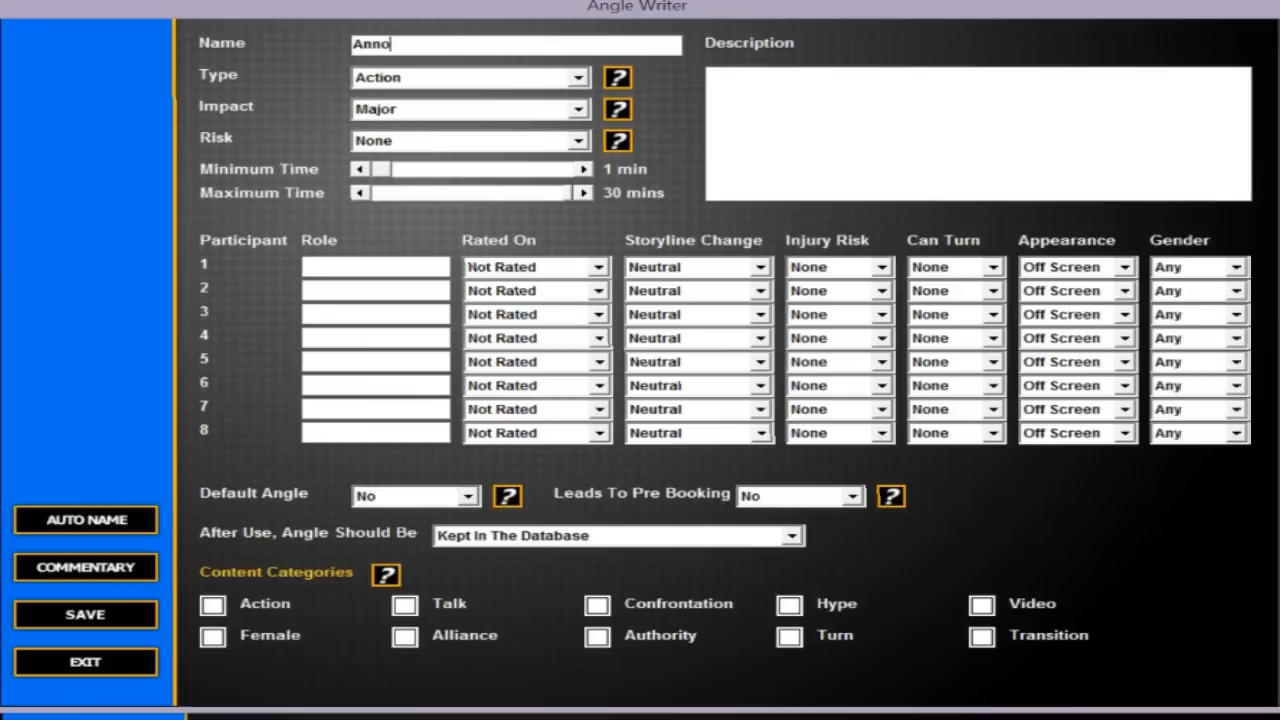 Angle Writer
Name Anno Description
Type Action ?
Impact Major ?
Risk None ?
Minimum Time 1 min
Maximum Time 30 mins
Participant Role Rated On Storyline Change Injury Risk Can Turn Appearance Gender
1 Not Rated Neutral None None Off Screen Any
2 Not Rated Neutral None None Off Screen Any
3 Not Rated Neutral None None Off Screen Any
4 Not Rated Neutral None None Off Screen Any
5 Not Rated Neutral None None Off Screen Any
6 Not Rated Neutral None None Off Screen Any
7 Not Rated Neutral None None Off Screen Any
8 Not Rated Neutral None None Off Screen Any
Default Angle No ? Leads To Pre Booking No ?
After Use, Angle Should Be Kept In The Database
Content Categories ?
Action Talk Confrontation Hype Video
Female Alliance Authority Turn Transition
AUTO NAME
COMMENTARY
SAVE
EXIT